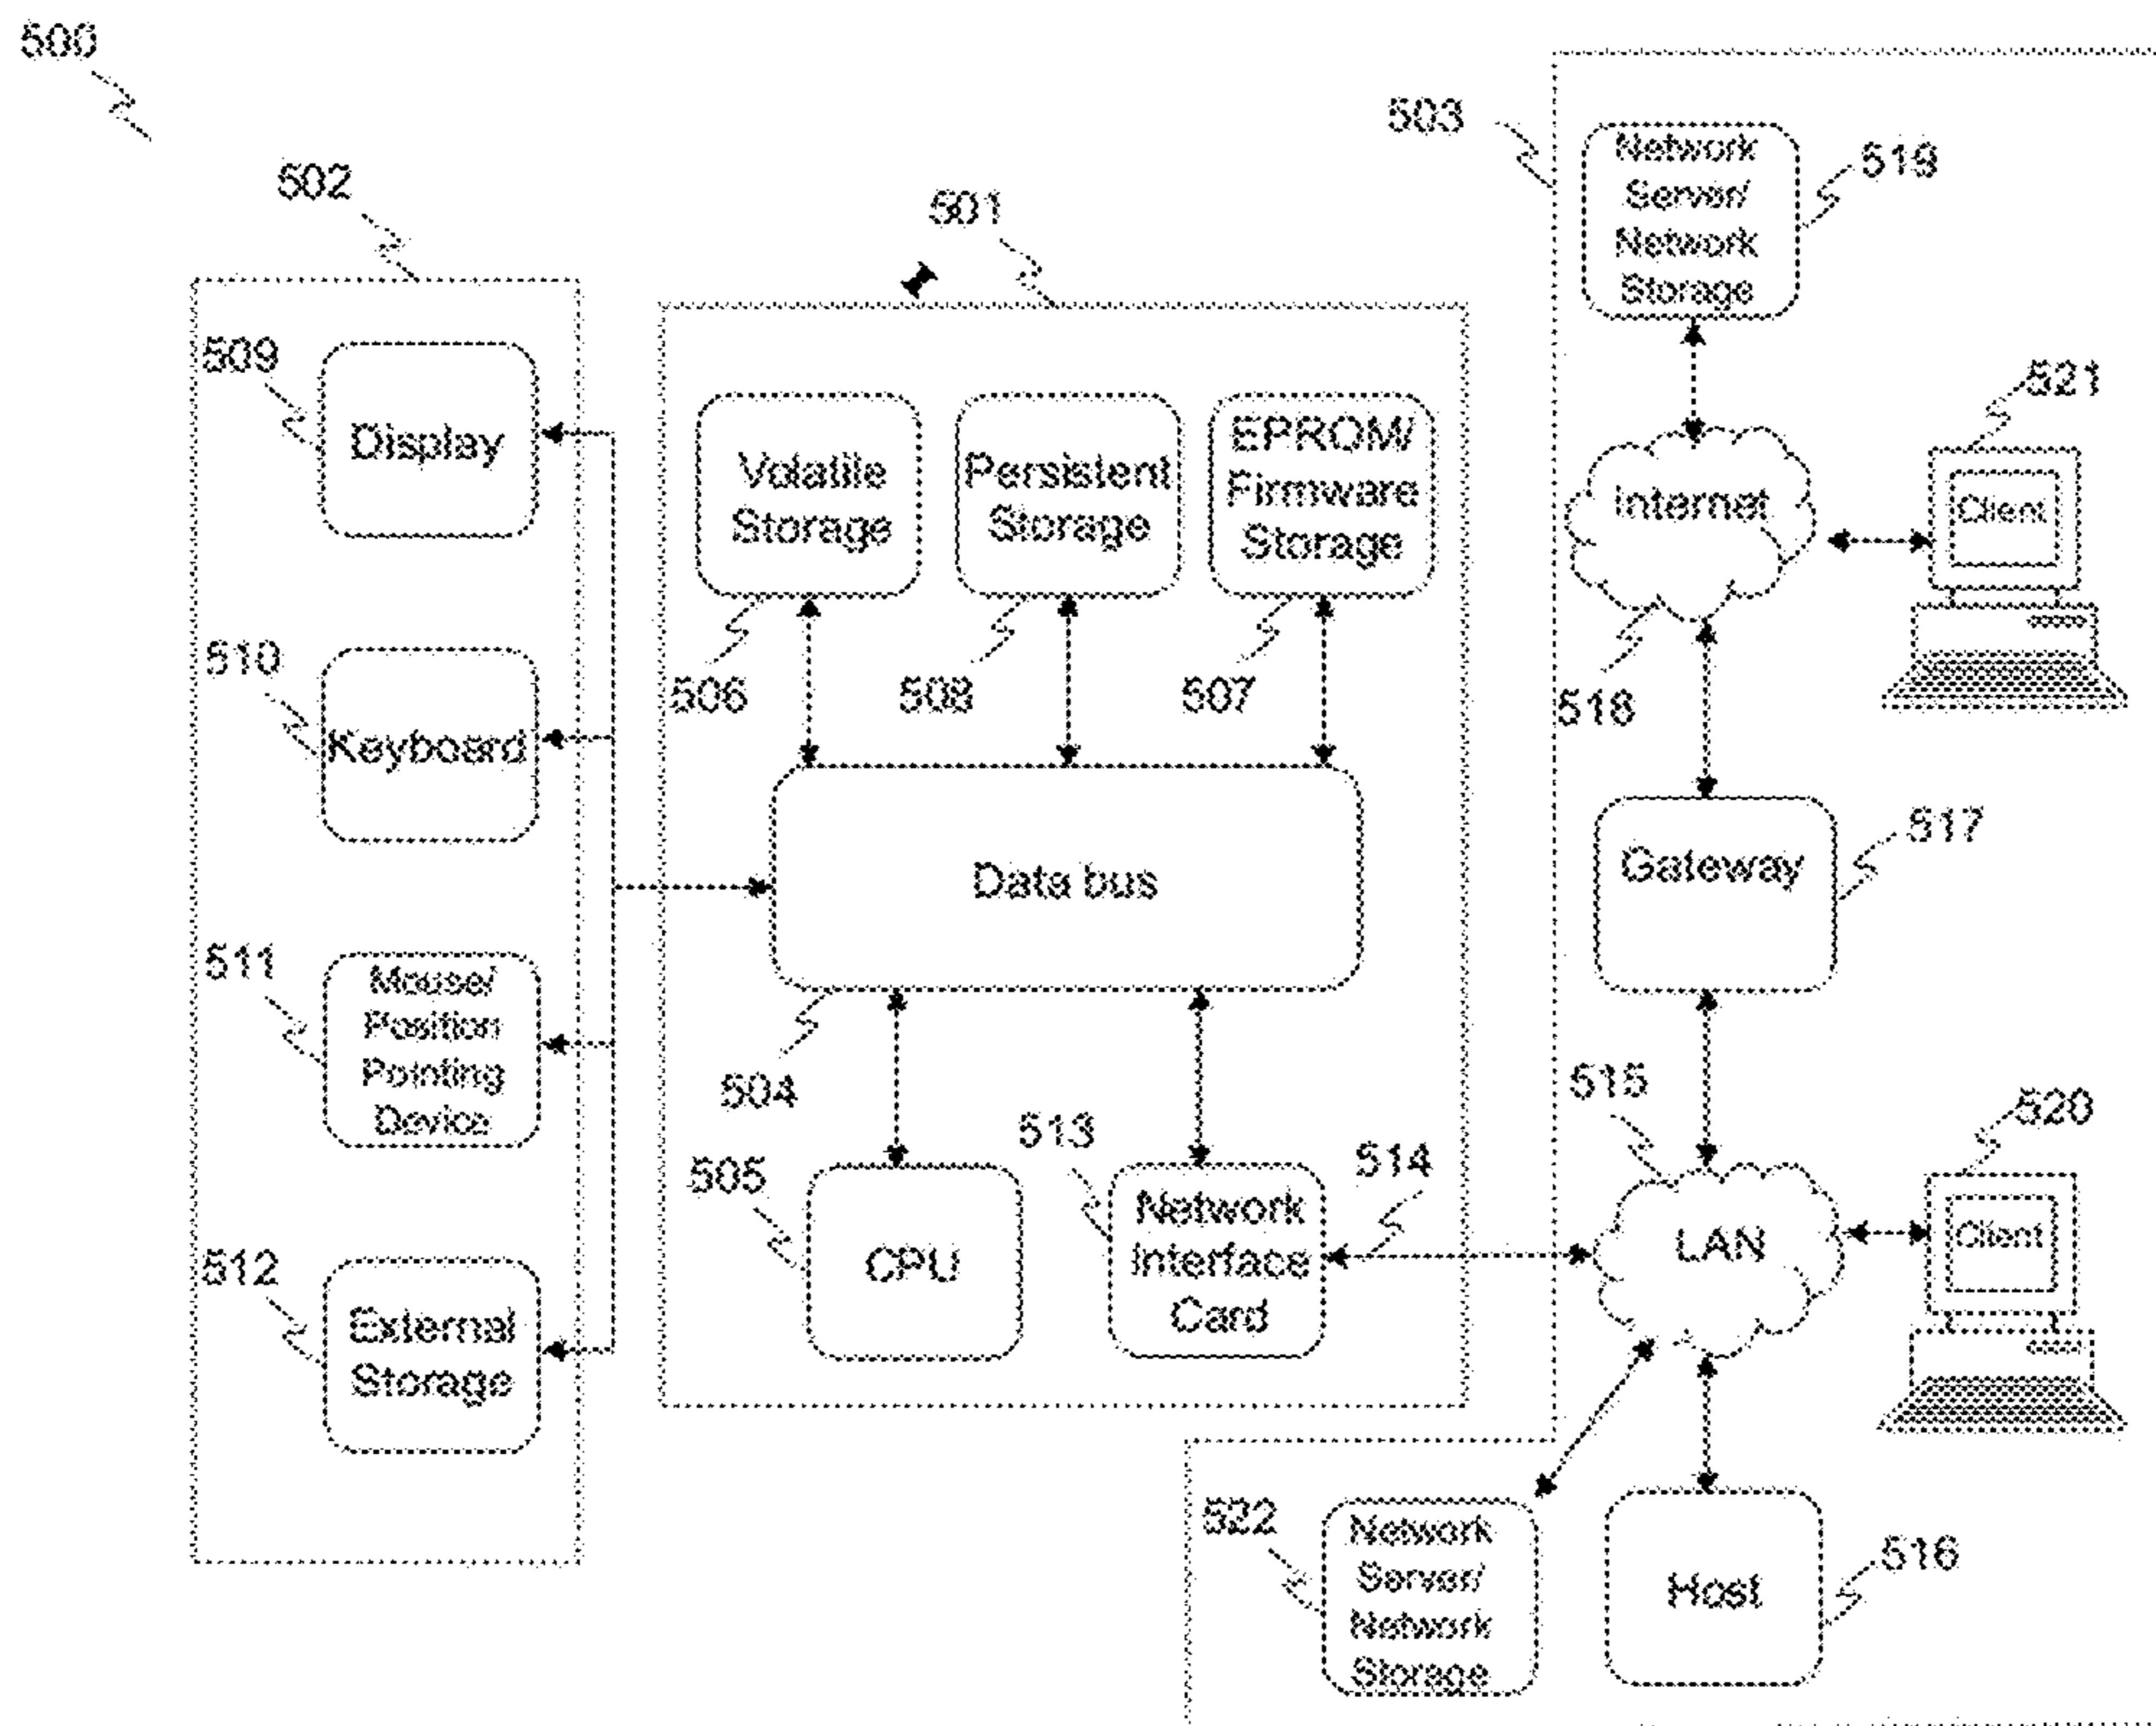 500
502
509
Display
510
Keyboard
511
Mouse/
Position
Pointing
Device
512
External
Storage
501
Volatile
Storage
506
Persistent
Storage
508
EPROM/
Firmware
Storage
507
Data bus
504
505
CPU
513
Network
Interface
Card
514
503
Network
Server/
Network
Storage
519
Internet
518
521
Client
Gateway
517
515
LAN
520
Client
522
Network
Server/
Network
Storage
Host
516